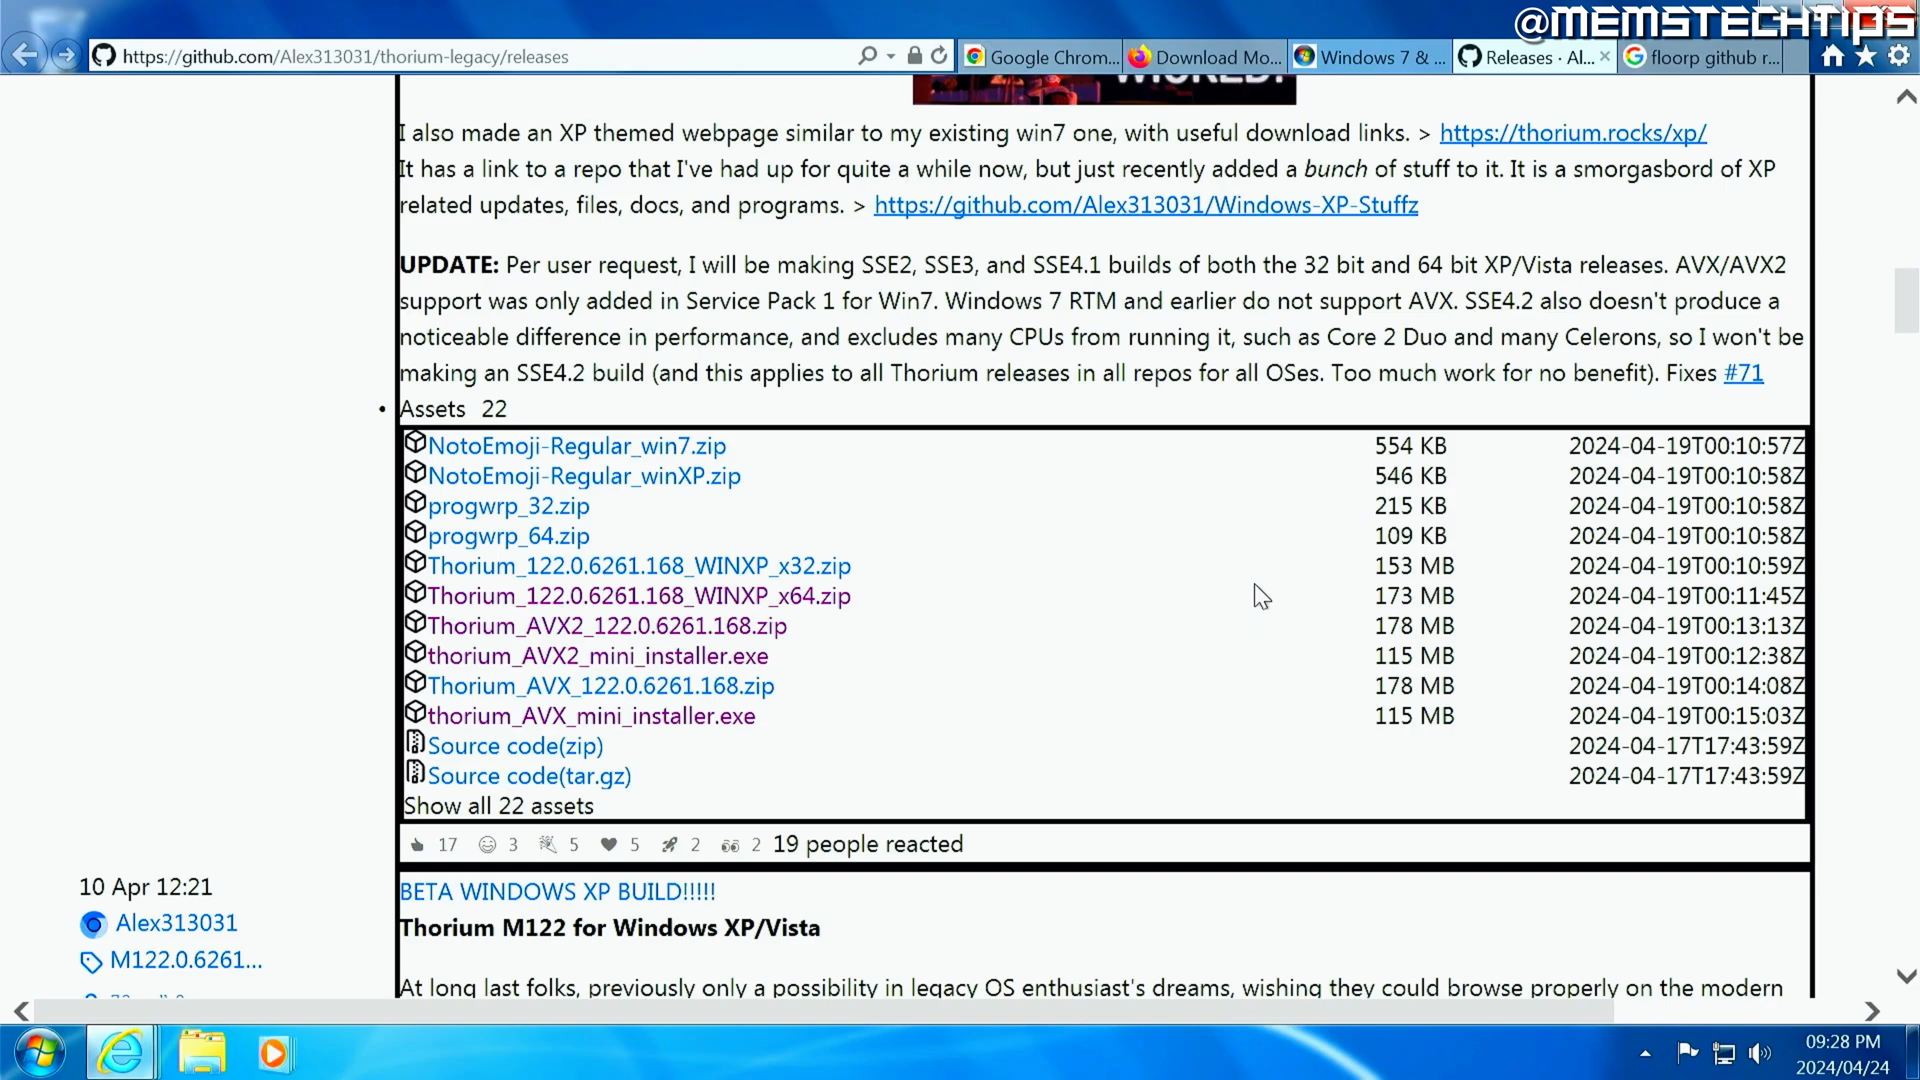 @MEMSTECHTIPS
https://github.com/Alex313031/thorium-legacy/releases
Google Chrom...
Download Mo...
Windows 7 & ...
Releases · Al...
floorp github r...
I also made an XP themed webpage similar to my existing win7 one, with useful download links. > https://thorium.rocks/xp/
It has a link to a repo that I've had up for quite a while now, but just recently added a bunch of stuff to it. It is a smorgasbord of XP
related updates, files, docs, and programs. > https://github.com/Alex313031/Windows-XP-Stuffz
UPDATE: Per user request, I will be making SSE2, SSE3, and SSE4.1 builds of both the 32 bit and 64 bit XP/Vista releases. AVX/AVX2
support was only added in Service Pack 1 for Win7. Windows 7 RTM and earlier do not support AVX. SSE4.2 also doesn't produce a
noticeable difference in performance, and excludes many CPUs from running it, such as Core 2 Duo and many Celerons, so I won't be
making an SSE4.2 build (and this applies to all Thorium releases in all repos for all OSes. Too much work for no benefit). Fixes #71
• Assets 22
NotoEmoji-Regular_win7.zip 554 KB 2024-04-19T00:10:57Z
NotoEmoji-Regular_winXP.zip 546 KB 2024-04-19T00:10:58Z
progwrp_32.zip 215 KB 2024-04-19T00:10:58Z
progwrp_64.zip 109 KB 2024-04-19T00:10:58Z
Thorium_122.0.6261.168_WINXP_x32.zip 153 MB 2024-04-19T00:10:59Z
Thorium_122.0.6261.168_WINXP_x64.zip 173 MB 2024-04-19T00:11:45Z
Thorium_AVX2_122.0.6261.168.zip 178 MB 2024-04-19T00:13:13Z
thorium_AVX2_mini_installer.exe 115 MB 2024-04-19T00:12:38Z
Thorium_AVX_122.0.6261.168.zip 178 MB 2024-04-19T00:14:08Z
thorium_AVX_mini_installer.exe 115 MB 2024-04-19T00:15:03Z
Source code(zip) 2024-04-17T17:43:59Z
Source code(tar.gz) 2024-04-17T17:43:59Z
Show all 22 assets
17 3 5 5 2 2 19 people reacted
10 Apr 12:21
Alex313031
M122.0.6261...
BETA WINDOWS XP BUILD!!!!!
Thorium M122 for Windows XP/Vista
At long last folks, previously only a possibility in legacy OS enthusiast's dreams, wishing they could browse properly on the modern
09:28 PM
2024/04/24